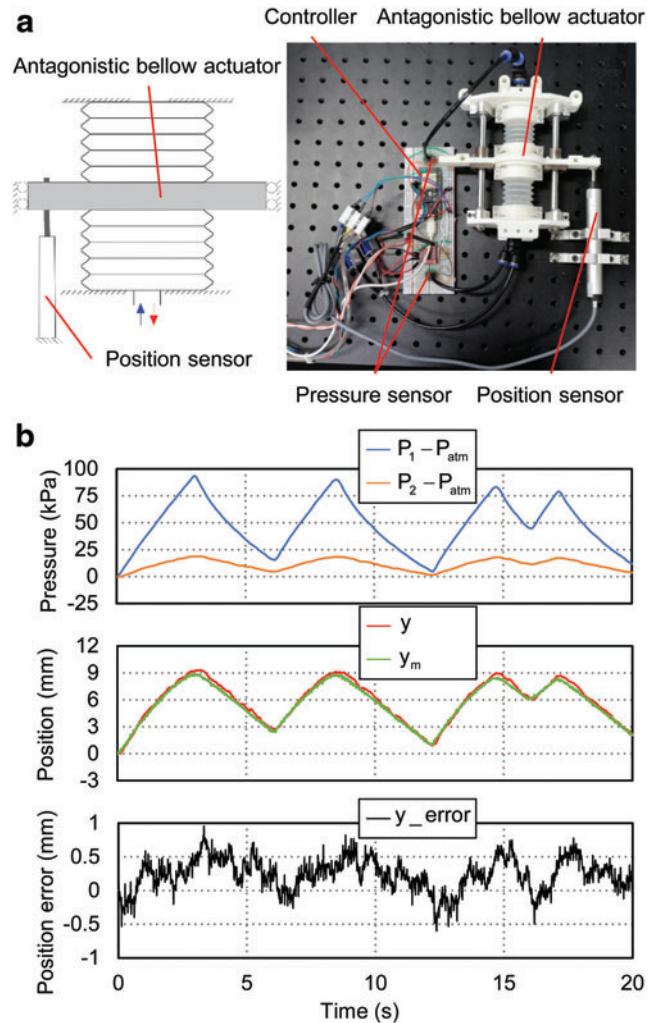 a
Controller
Antagonistic bellow actuator
Antagonistic bellow actuator
Position sensor
Pressure sensor
Position sensor
b
P₁ − Pₐₜₘ
P₂ − Pₐₜₘ
Pressure (kPa)
100
75
50
25
0
-25
y
yₘ
Position (mm)
12
9
6
3
0
-3
y_error
Position error (mm)
1
0.5
0
-0.5
-1
0
5
10
15
20
Time (s)